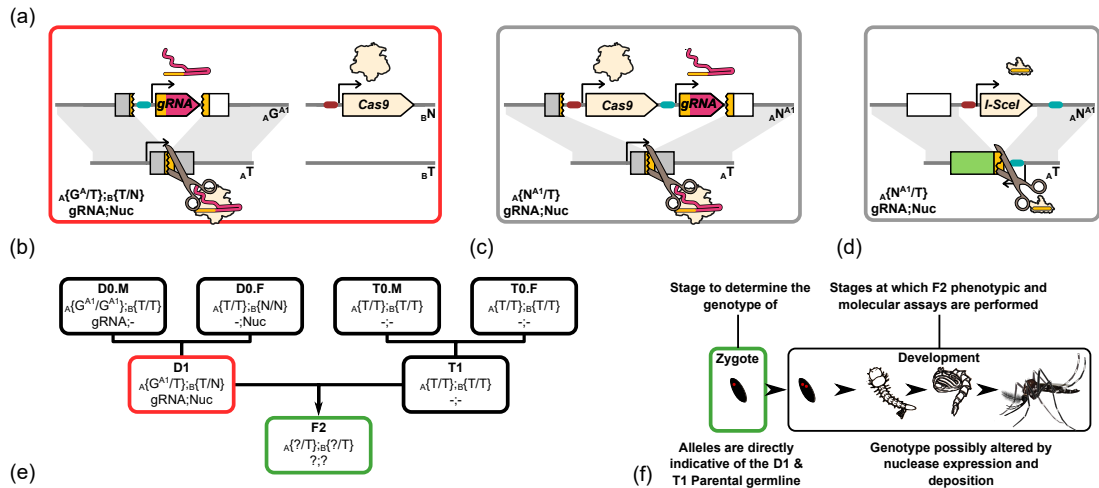 (a)
gRNA
Cas9
AG^A1
BN
AT
BT
A{G^A/T};B{T/N}
gRNA;Nuc
Cas9
gRNA
AN^A1
AT
A{N^A1/T}
gRNA;Nuc
I-SceI
AN^A1
AT
A{N^A1/T}
gRNA;Nuc
(b)
(c)
(d)
D0.M
A{G^A1/G^A1};B{T/T}
gRNA;-
D0.F
A{T/T};B{N/N}
-;Nuc
T0.M
A{T/T};B{T/T}
-;-
T0.F
A{T/T};B{T/T}
-;-
D1
A{G^A1/T};B{T/N}
gRNA;Nuc
T1
A{T/T};B{T/T}
-;-
F2
A{?/T};B{?/T}
?;?
(e)
Stage to determine the
genotype of
Stages at which F2 phenotypic and
molecular assays are performed
Zygote
Development
Alleles are directly
indicative of the D1 &
T1 Parental germline
Genotype possibly altered by
nuclease expression and
deposition
(f)